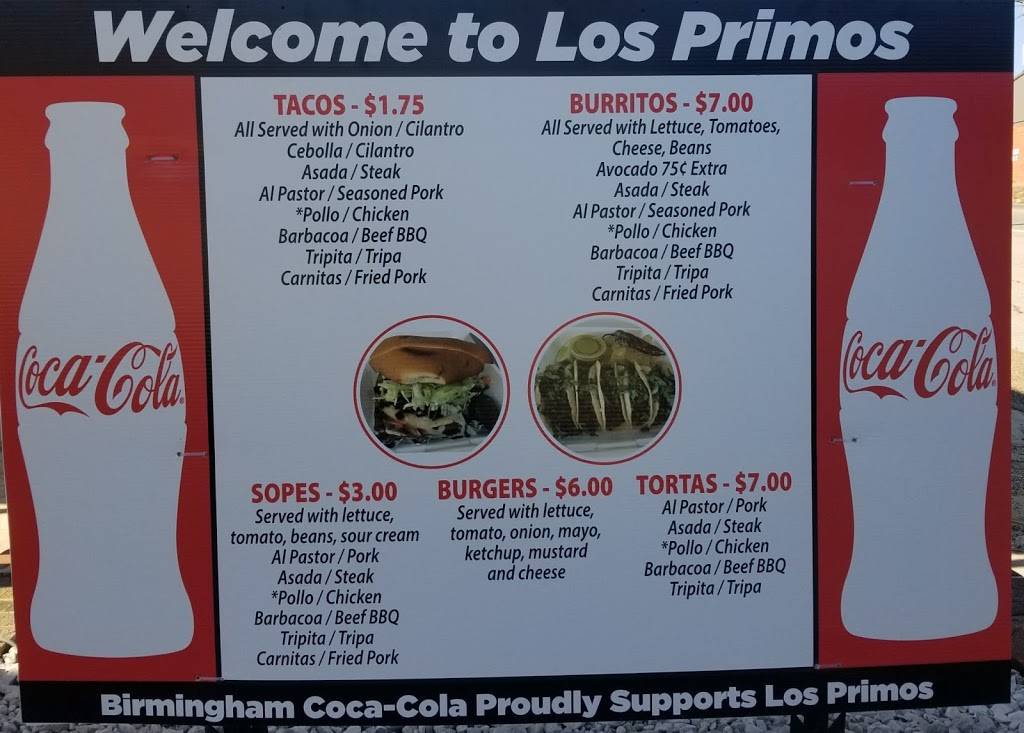 Welcome to Los Primos
TACOS - $1.75
All Served with Onion / Cilantro
Cebolla / Cilantro
Asada / Steak
Al Pastor / Seasoned Pork
*Pollo / Chicken
Barbacoa / Beef BBQ
Tripita / Tripa
Carnitas / Fried Pork
BURRITOS - $7.00
All Served with Lettuce, Tomatoes,
Cheese, Beans
Avocado 75¢ Extra
Asada / Steak
Al Pastor / Seasoned Pork
*Pollo / Chicken
Barbacoa / Beef BBQ
Tripita / Tripa
Carnitas / Fried Pork
Coca-Cola®
Coca-Cola®
SOPES - $3.00
Served with lettuce,
tomato, beans, sour cream
Al Pastor / Pork
Asada / Steak
*Pollo / Chicken
Barbacoa / Beef BBQ
Tripita / Tripa
Carnitas / Fried Pork
BURGERS - $6.00
Served with lettuce,
tomato, onion, mayo,
ketchup, mustard
and cheese
TORTAS - $7.00
Al Pastor / Pork
Asada / Steak
*Pollo / Chicken
Barbacoa / Beef BBQ
Tripita / Tripa
Birmingham Coca-Cola Proudly Supports Los Primos